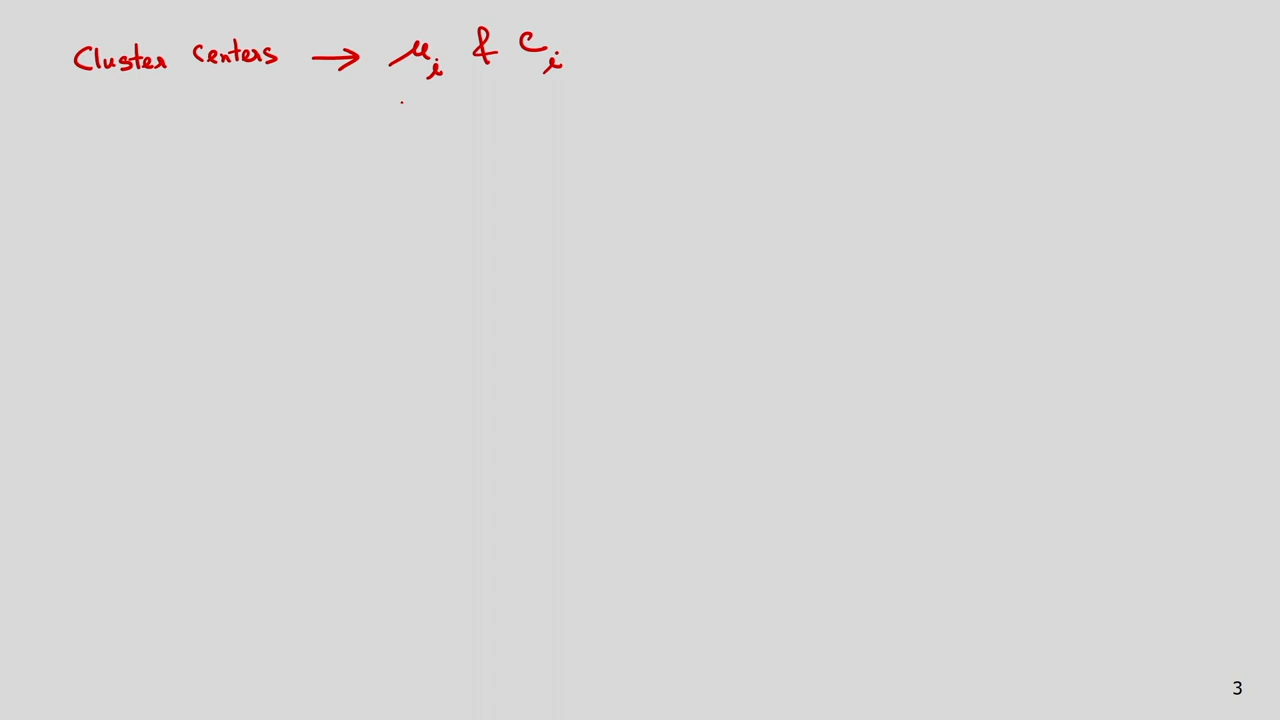 Cluster Centers → μᵢ & Cᵢ
3